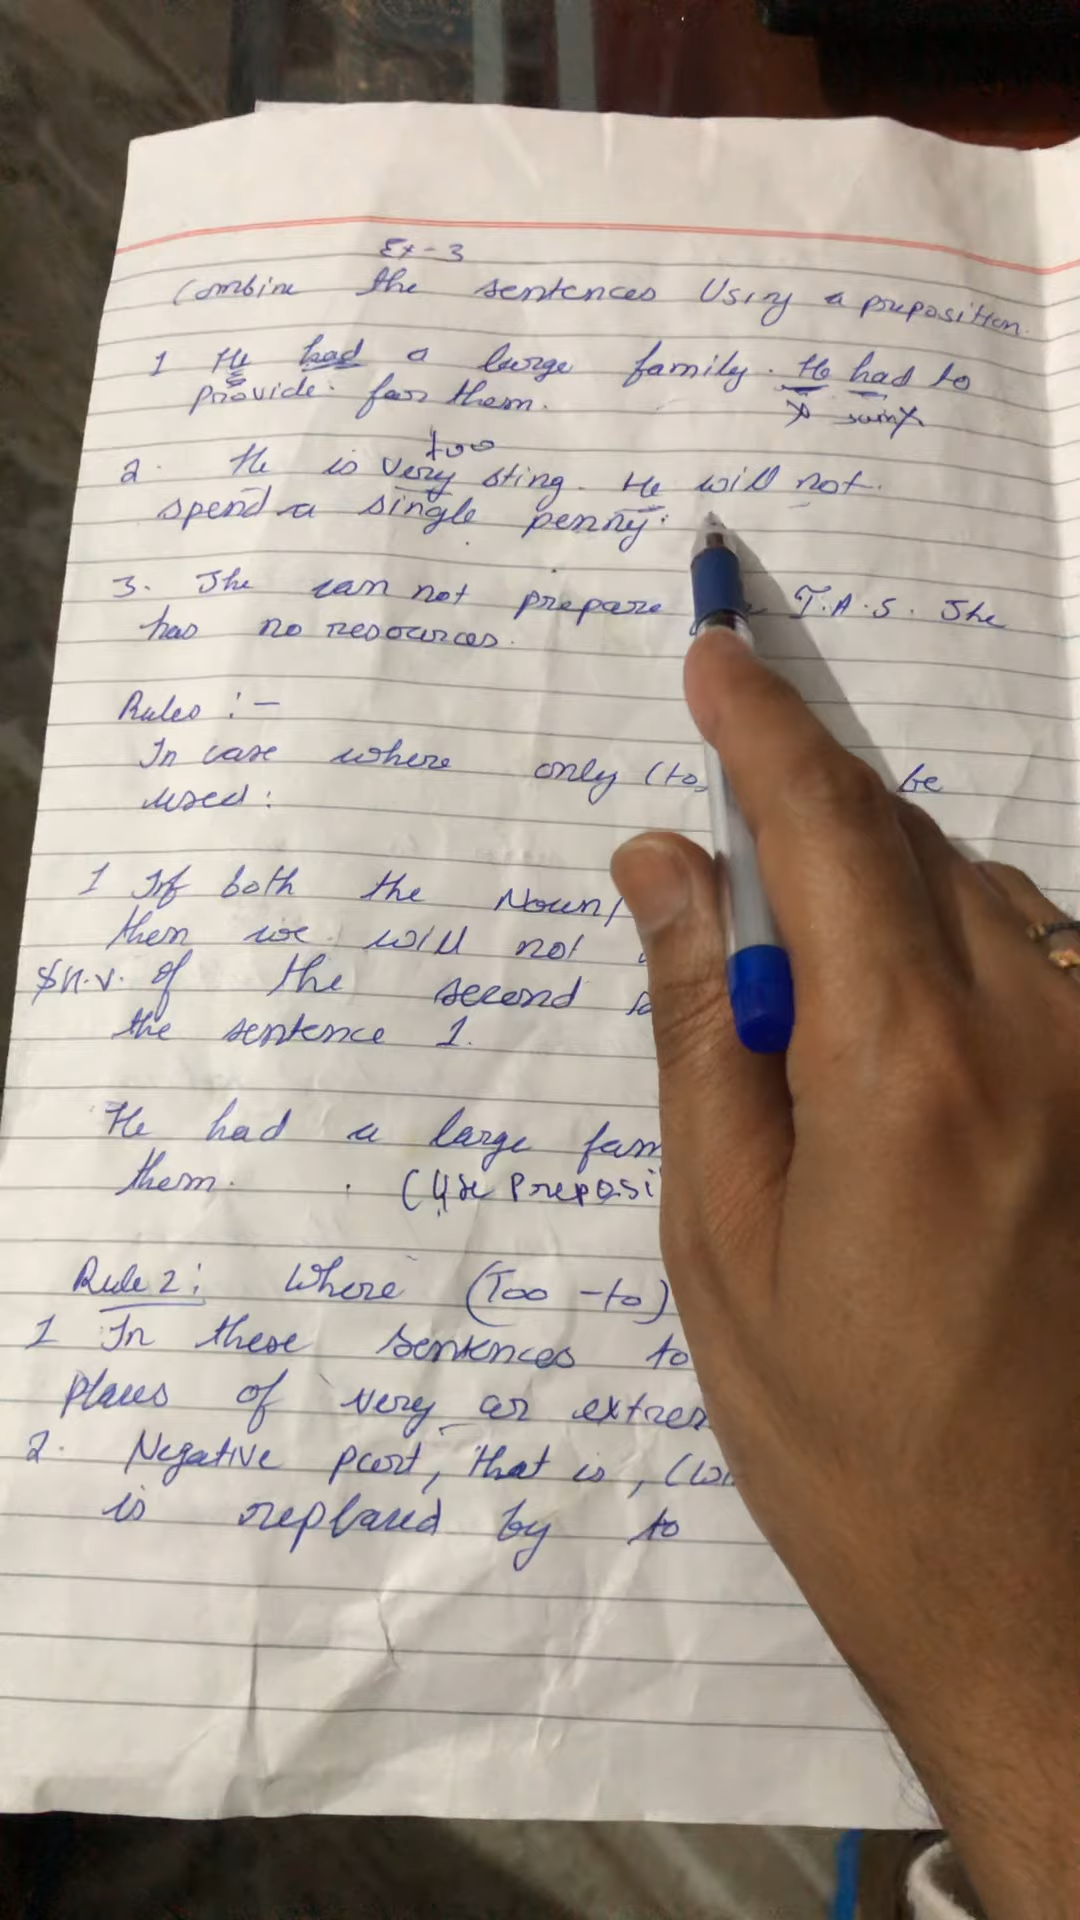 Ex-3
Combine the sentences Using a preposition.
1 He had a large family. He had to
provide for them.
too
2. He is very sting. He will not.
spend a single penny.
3. She can not prepare I.A.S. She
has no resources.
Rules :-
In case where only (to, be
used:
1 If both the Noun/
then we will not
of the second
the sentence 1.
He had a large fam
them. (Use Preposi
Rule 2: Where (Too - to)
1 In these sentences to
places of very or extrem
2. Negative part, that is, (wi
is replaced by to